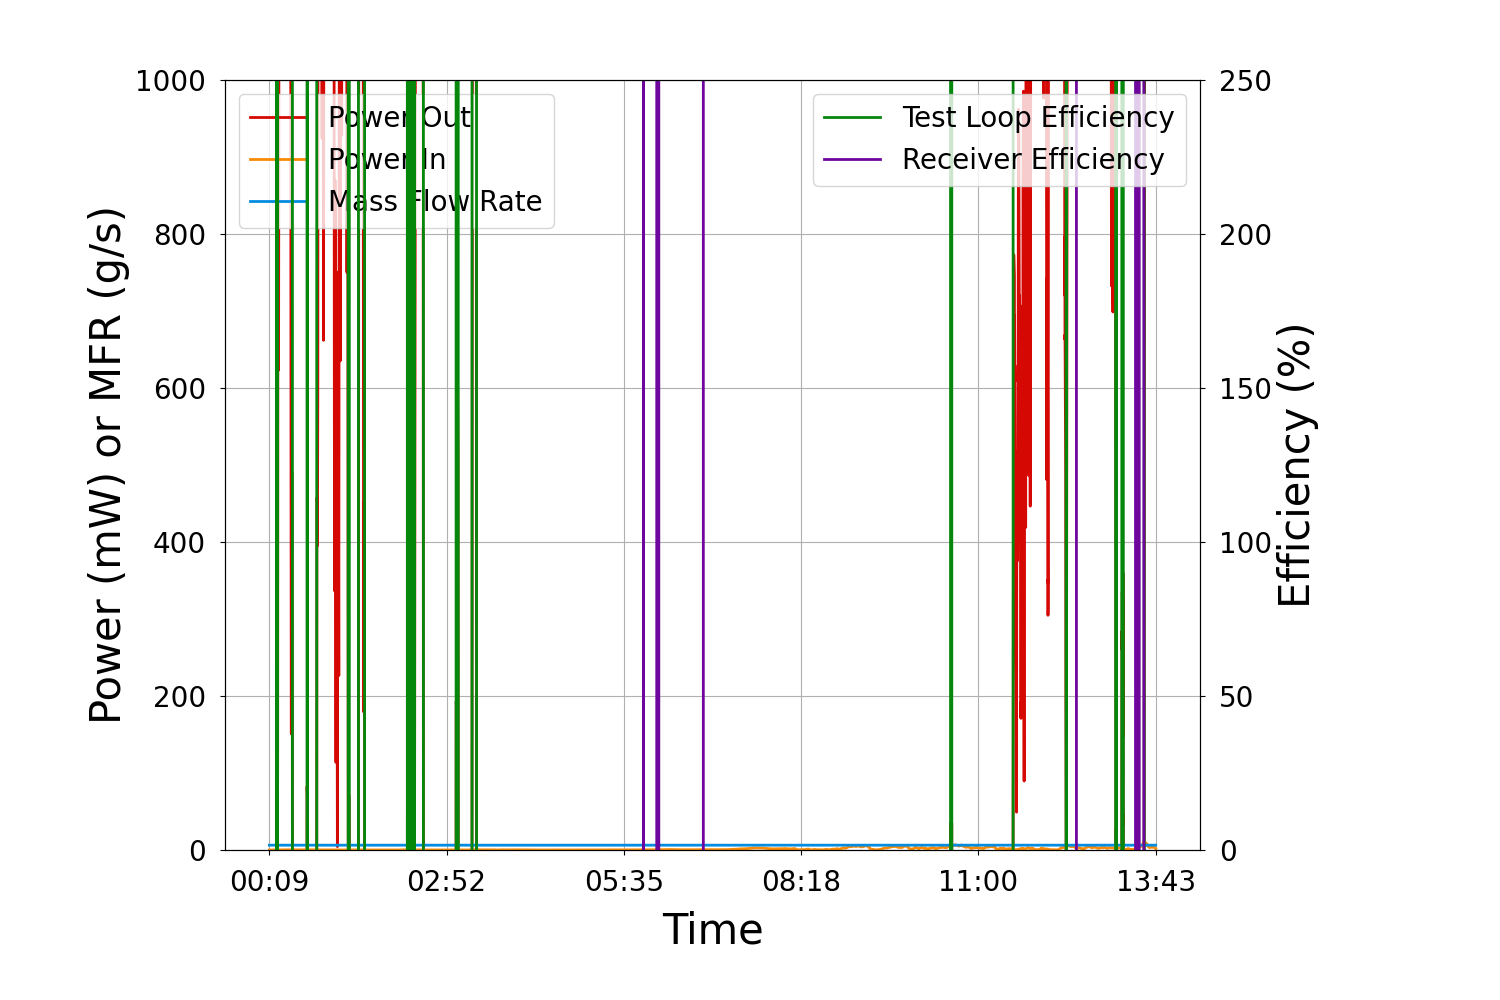 1000
800
600
400
200
0
Power (mW) or MFR (g/s)
Power Out
Power In
Mass Flow Rate
Test Loop Efficiency
Receiver Efficiency
250
200
150
100
50
0
Efficiency (%)
00:09 02:52 05:35 08:18 11:00 13:43
Time